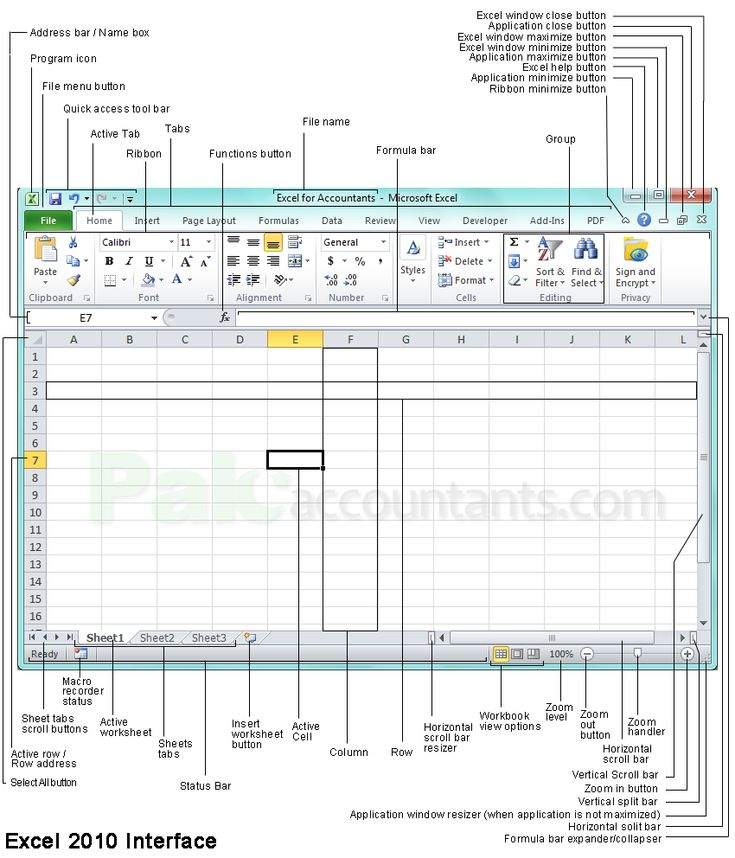 Excel window close button
Application close button
Excel window maximize button
Excel window minimize button
Application maximize button
Excel help button
Application minimize button
Ribbon minimize button
Address bar / Name box
Program icon
File menu button
Quick access tool bar
Active Tab
Tabs
Ribbon
Functions button
File name
Formula bar
Group
Excel for Accountants - Microsoft Excel
File Home Insert Page Layout Formulas Data Review View Developer Add-Ins PDF
Calibri 11 General Insert Σ
B I U A A $ % , Delete
Paste Styles Format Sort & Filter Find & Select Sign and Encrypt
Clipboard Font Alignment Number Cells Editing Privacy
E7 fx
A B C D E F G H I J K L
1
2
3
4
5
6
7
8
9
10
11
12
13
14
15
16
17
Pakaccountants.com
Sheet1 Sheet2 Sheet3
Ready 100%
Macro recorder status
Sheet tabs scroll buttons
Active worksheet
Sheets tabs
Insert worksheet button
Active Cell
Column
Row
Horizontal scroll bar resizer
Workbook view options
Zoom level
Zoom out button
Zoom handler
Horizontal scroll bar
Active row / Row address
Select All button
Status Bar
Vertical Scroll bar
Zoom in button
Vertical split bar
Application window resizer (when application is not maximized)
Horizontal solit bar
Formula bar expander/collapser
Excel 2010 Interface